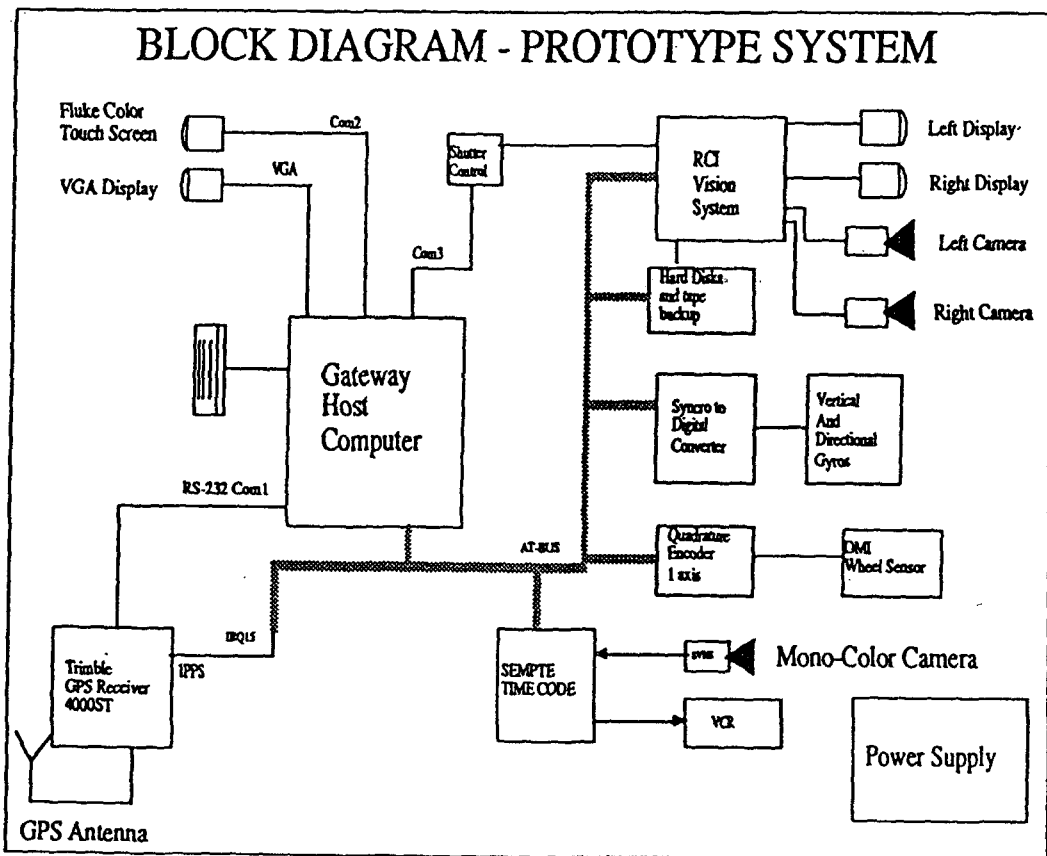 BLOCK DIAGRAM - PROTOTYPE SYSTEM
Fluke Color
Touch Screen
Com2
VGA Display
VGA
Shutter
Control
Com3
RCI
Vision
System
Left Display
Right Display
Left Camera
Right Camera
Hard Disks
and tape
backup
Gateway
Host
Computer
Syncro to
Digital
Converter
Vertical
And
Directional
Gyros
RS-232 Com1
AT-BUS
Quadrature
Encoder
1 axis
DMI
Wheel Sensor
IRQ15
1PPS
Trimble
GPS Receiver
4000ST
SEMPTE
TIME CODE
SVHS
Mono-Color Camera
VCR
Power Supply
GPS Antenna